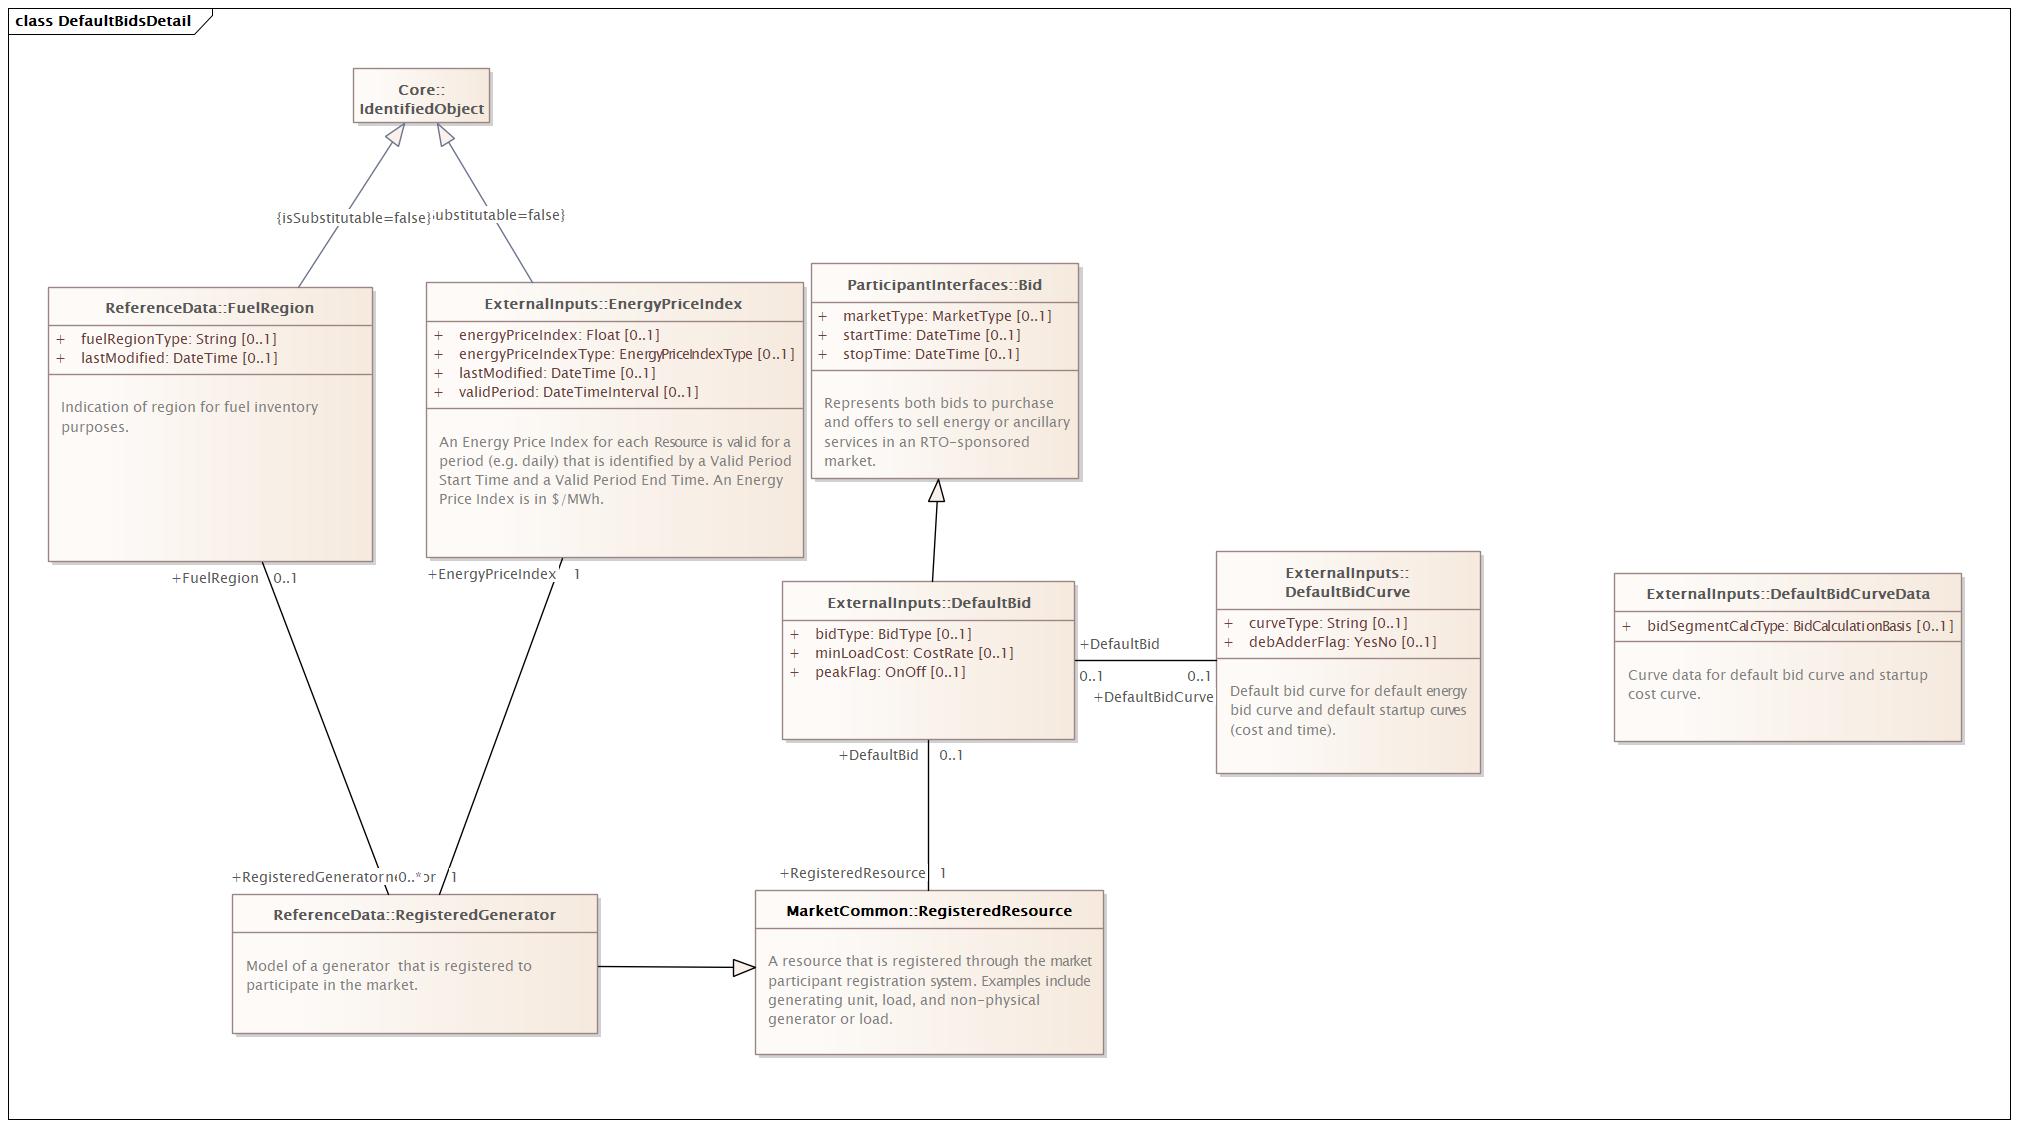 class DefaultBidsDetail
Core::
IdentifiedObject
{isSubstitutable=false}
ubstitutable=false}
ReferenceData::FuelRegion
+ fuelRegionType: String [0..1]
+ lastModified: DateTime [0..1]
Indication of region for fuel inventory
purposes.
ExternalInputs::EnergyPriceIndex
+ energyPriceIndex: Float [0..1]
+ energyPriceIndexType: EnergyPriceIndexType [0..1]
+ lastModified: DateTime [0..1]
+ validPeriod: DateTimeInterval [0..1]
An Energy Price Index for each Resource is valid for a
period (e.g. daily) that is identified by a Valid Period
Start Time and a Valid Period End Time. An Energy
Price Index is in $/MWh.
ParticipantInterfaces::Bid
+ marketType: MarketType [0..1]
+ startTime: DateTime [0..1]
+ stopTime: DateTime [0..1]
Represents both bids to purchase
and offers to sell energy or ancillary
services in an RTO-sponsored
market.
+FuelRegion 0..1
+EnergyPriceIndex 1
ExternalInputs::DefaultBid
+ bidType: BidType [0..1]
+ minLoadCost: CostRate [0..1]
+ peakFlag: OnOff [0..1]
+DefaultBid
0..1 0..1
+DefaultBidCurve
ExternalInputs::
DefaultBidCurve
+ curveType: String [0..1]
+ debAdderFlag: YesNo [0..1]
Default bid curve for default energy
bid curve and default startup curves
(cost and time).
ExternalInputs::DefaultBidCurveData
+ bidSegmentCalcType: BidCalculationBasis [0..1]
Curve data for default bid curve and startup
cost curve.
+DefaultBid 0..1
+RegisteredGenerator 0..* or 1
+RegisteredResource 1
ReferenceData::RegisteredGenerator
Model of a generator that is registered to
participate in the market.
MarketCommon::RegisteredResource
A resource that is registered through the market
participant registration system. Examples include
generating unit, load, and non-physical
generator or load.